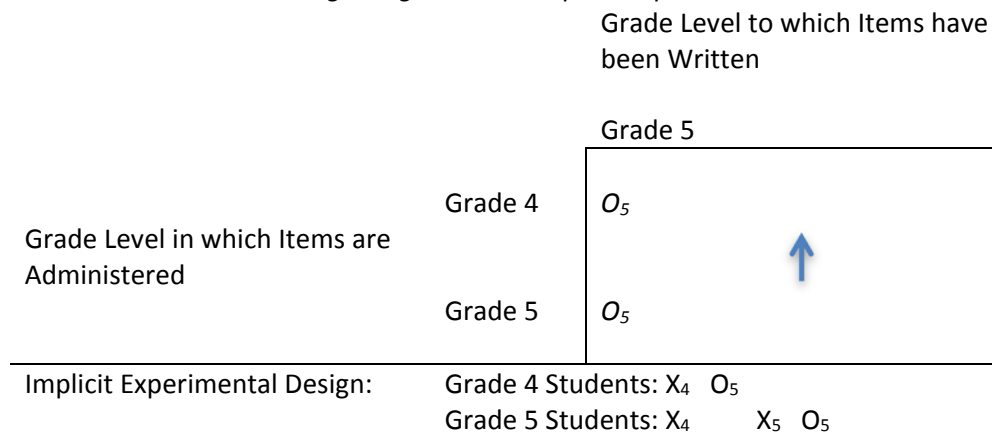 Grade Level to which Items have
been Written
Grade 5
Grade 4 O5
Grade Level in which Items are
Administered
Grade 5 O5
Implicit Experimental Design: Grade 4 Students: X4 O5
Grade 5 Students: X4 X5 O5